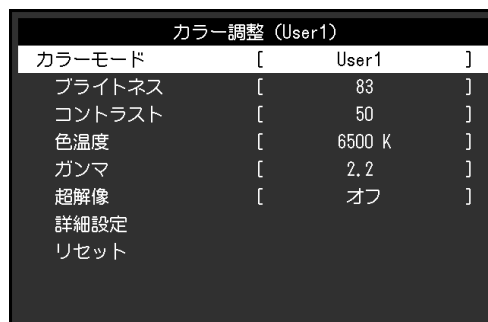 カラー調整 (User1)
カラーモード [ User1 ]
ブライトネス [ 83 ]
コントラスト [ 50 ]
色温度 [ 6500 K ]
ガンマ [ 2.2 ]
超解像 [ オフ ]
詳細設定
リセット